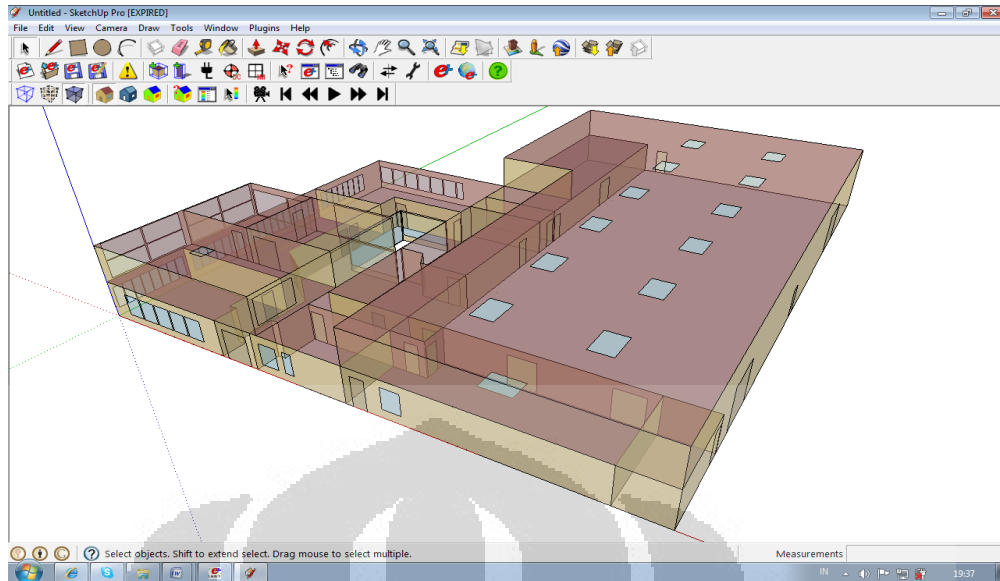 Untitled - SketchUp Pro [EXPIRED]
File Edit View Camera Draw Tools Window Plugins Help
Select objects. Shift to extend select. Drag mouse to select multiple.
Measurements
IN
19:37